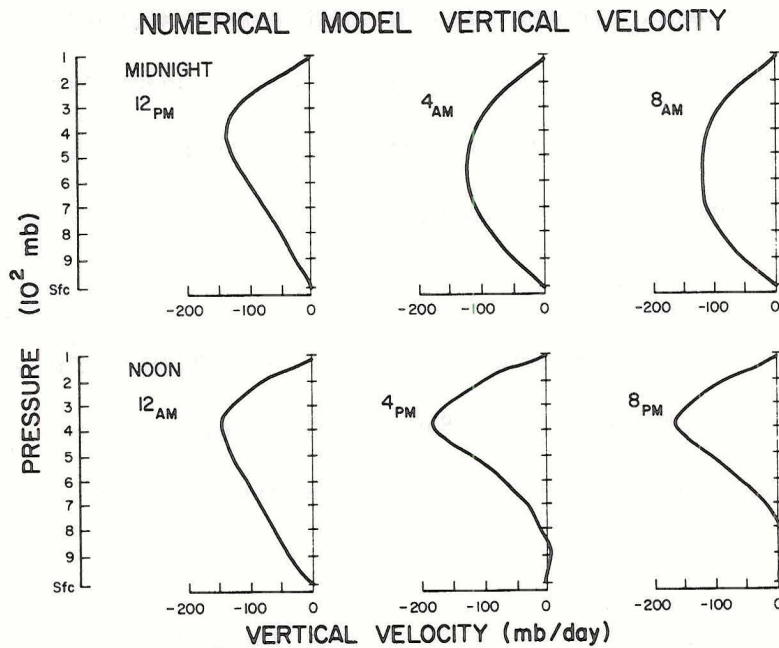 NUMERICAL MODEL VERTICAL VELOCITY
1
2
3
4
5
6
7
8
9
Sfc
MIDNIGHT
12PM
4AM
8AM
-200 -100 0
-200 -100 0
-200 -100 0
PRESSURE (10² mb)
1
2
3
4
5
6
7
8
9
Sfc
NOON
12AM
4PM
8PM
-200 -100 0
-200 -100 0
-200 -100 0
VERTICAL VELOCITY (mb/day)